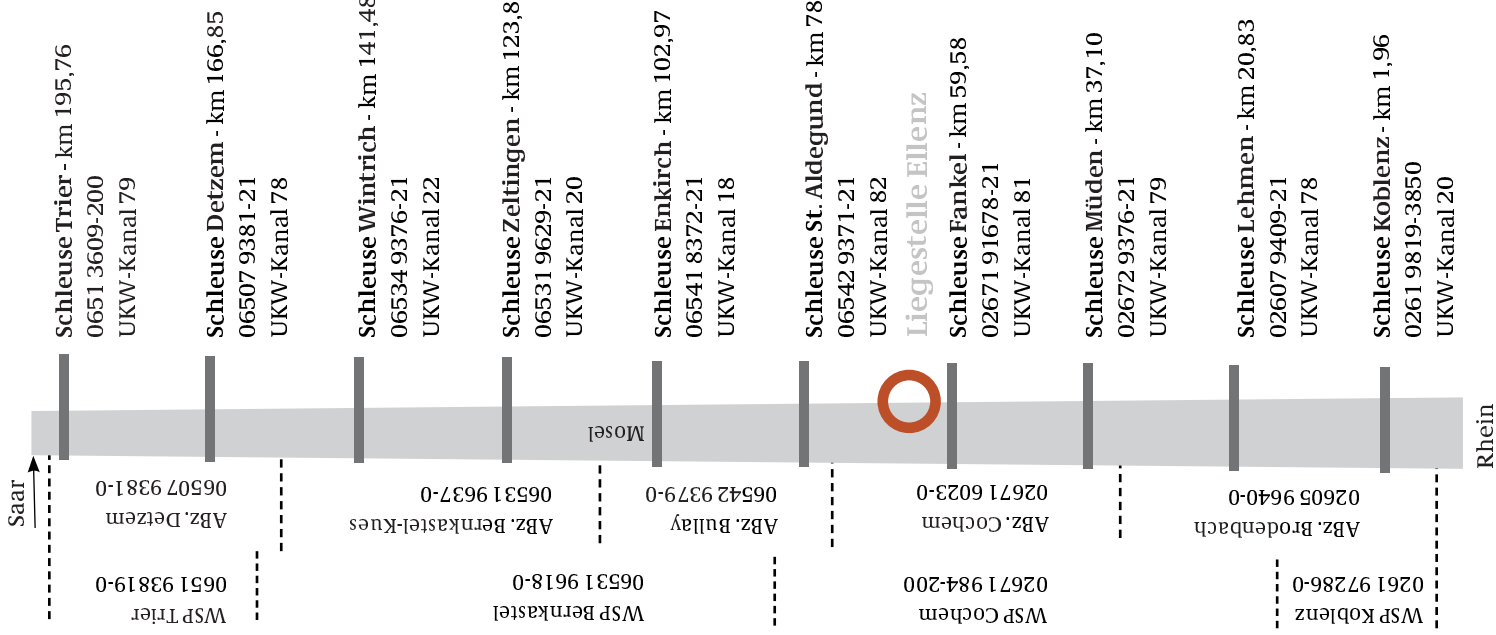 Schleuse Trier - km 195,76
0651 3609-200
UKW-Kanal 79
Schleuse Detzem - km 166,85
06507 9381-21
UKW-Kanal 78
Schleuse Wintrich - km 141,48
06534 9376-21
UKW-Kanal 22
Schleuse Zeltingen - km 123,8
06531 9629-21
UKW-Kanal 20
Schleuse Enkirch - km 102,97
06541 8372-21
UKW-Kanal 18
Schleuse St. Aldegund - km 78
06542 9371-21
UKW-Kanal 82
Liegestelle Ellenz
Schleuse Fankel - km 59,58
02671 91678-21
UKW-Kanal 81
Schleuse Müden - km 37,10
02672 9376-21
UKW-Kanal 79
Schleuse Lehmen - km 20,83
02607 9409-21
UKW-Kanal 78
Schleuse Koblenz - km 1,96
0261 9819-3850
UKW-Kanal 20
Mosel
Rhein
Saar
ABz. Detzem
06507 9381-0
ABz. Bernkastel-Kues
06531 9637-0
ABz. Bullay
06542 9379-0
ABz. Cochem
02671 6023-0
ABz. Brodenbach
02605 9640-0
WSP Trier
0651 93819-0
WSP Bernkastel
06531 9618-0
WSP Cochem
02671 984-200
WSP Koblenz
0261 97286-0